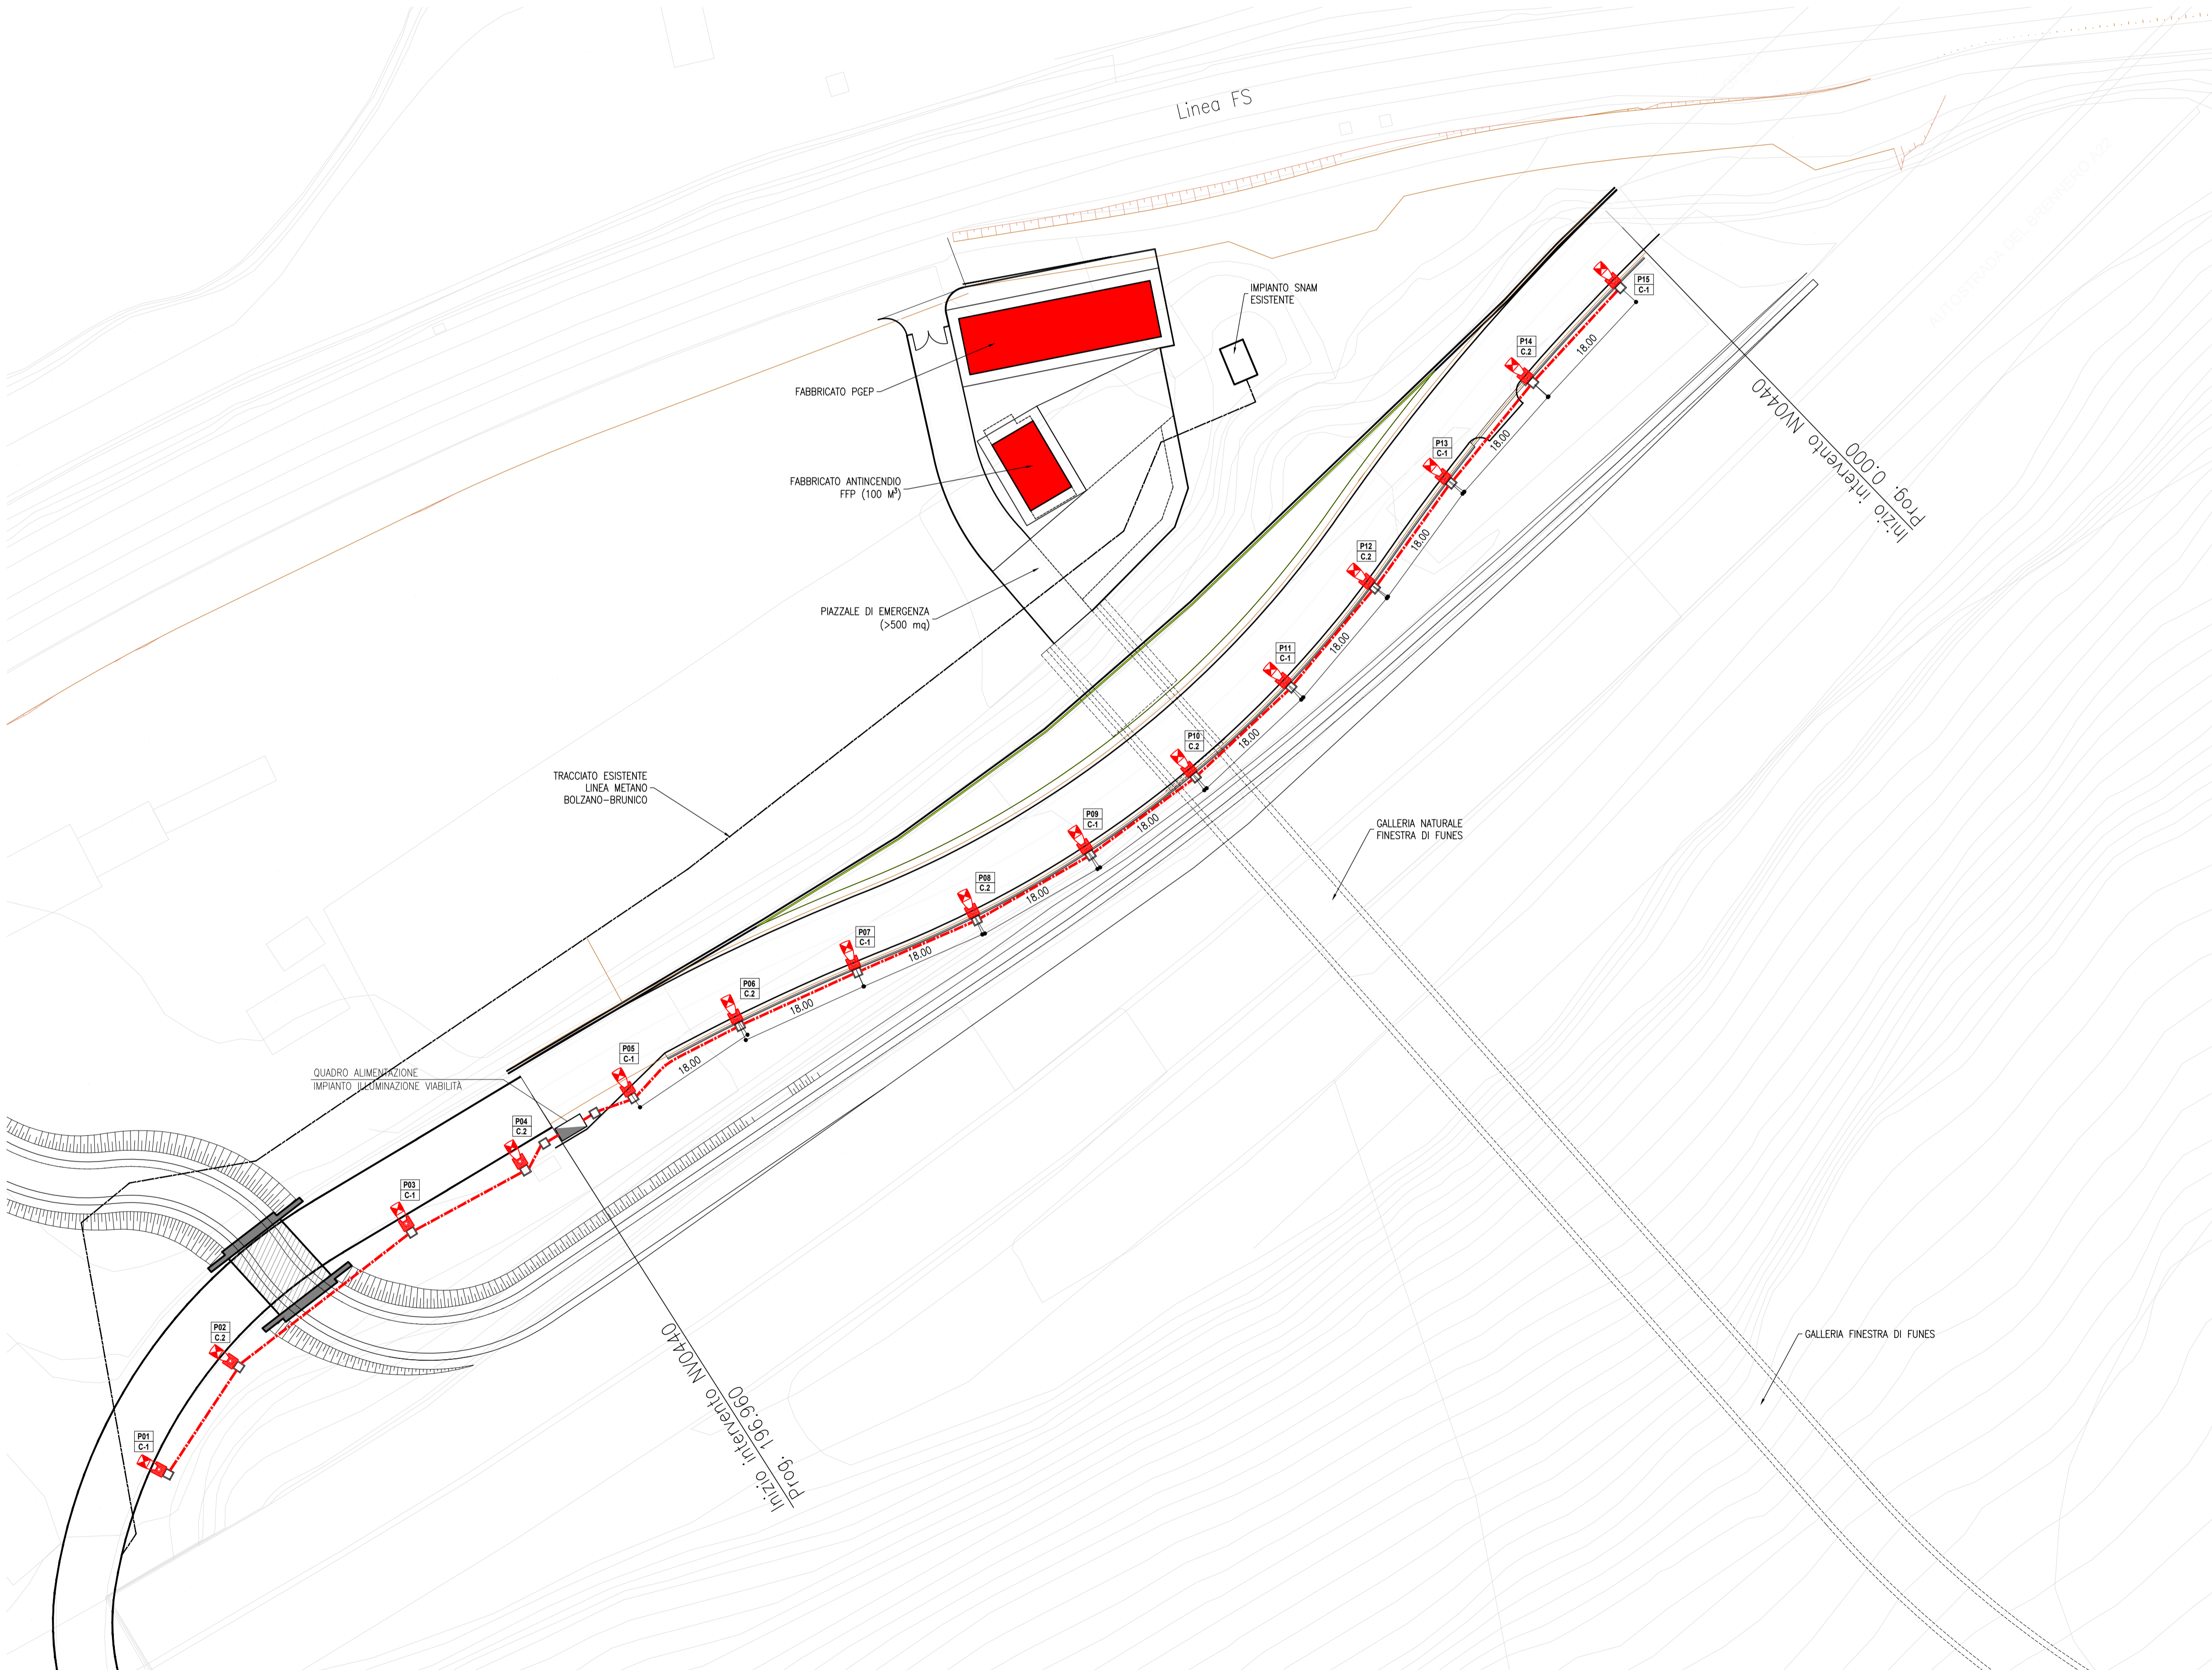 Linea FS
IMPIANTO SNAM
ESISTENTE
P15
C-1
18.00
P14
C.2
FABBRICATO PGEP
Inizio intervento NV0440
Prog. 0.000
18.00
P13
C-1
FABBRICATO ANTINCENDIO
FFP (100 M³)
18.00
P12
C.2
PIAZZALE DI EMERGENZA
(>500 mq)
18.00
P11
C-1
18.00
P10
C.2
TRACCIATO ESISTENTE
LINEA METANO
BOLZANO-BRUNICO
18.00
P09
C-1
GALLERIA NATURALE
FINESTRA DI FUNES
18.00
P08
C.2
18.00
P07
C-1
18.00
P06
C.2
18.00
P05
C-1
QUADRO ALIMENTAZIONE
IMPIANTO ILLUMINAZIONE VIABILITÀ
P04
C.2
P03
C-1
P02
C.2
GALLERIA FINESTRA DI FUNES
Inizio intervento NV0440
Prog. 196.960
P01
C-1